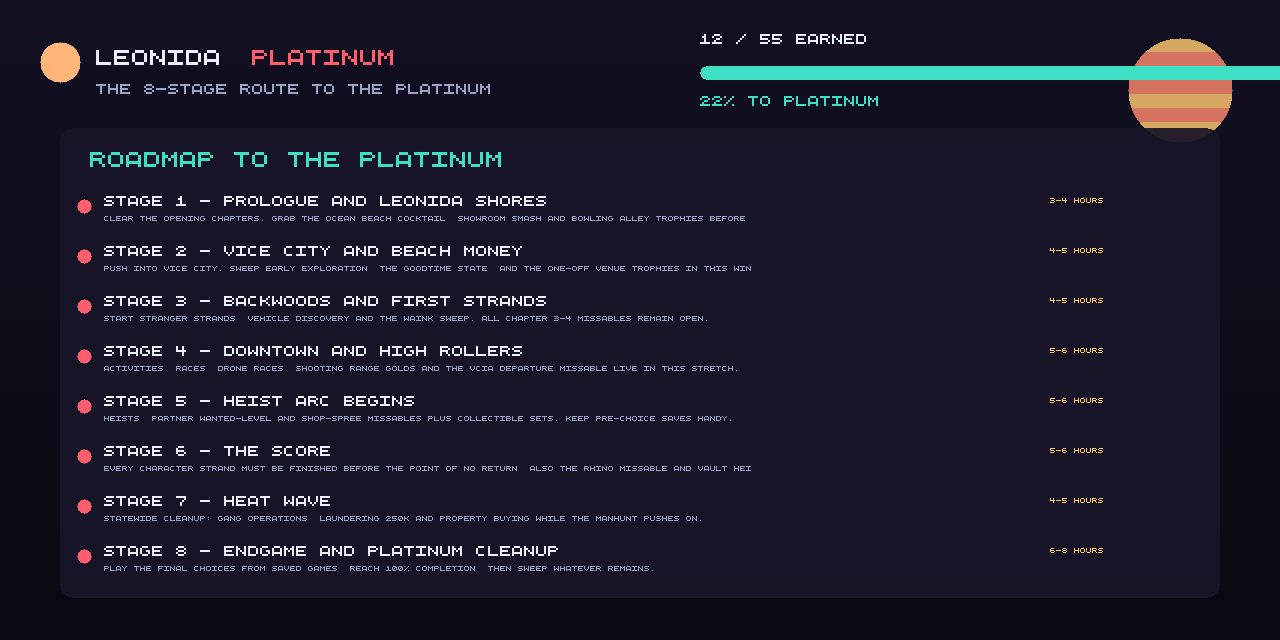 LEONIDA PLATINUM
THE 8-STAGE ROUTE TO THE PLATINUM
12 / 55 EARNED
22% TO PLATINUM
ROADMAP TO THE PLATINUM
STAGE 1 - PROLOGUE AND LEONIDA SHORES
3-4 HOURS
CLEAR THE OPENING CHAPTERS. GRAB THE OCEAN BEACH COCKTAIL SHOWROOM SMASH AND BOWLING ALLEY TROPHIES BEFORE
STAGE 2 - VICE CITY AND BEACH MONEY
4-5 HOURS
PUSH INTO VICE CITY. SWEEP EARLY EXPLORATION THE GOODTIME STATE AND THE ONE-OFF VENUE TROPHIES IN THIS WIN
STAGE 3 - BACKWOODS AND FIRST STRANDS
4-5 HOURS
START STRANGER STRANDS VEHICLE DISCOVERY AND THE WAINK SWEEP. ALL CHAPTER 3-4 MISSABLES REMAIN OPEN.
STAGE 4 - DOWNTOWN AND HIGH ROLLERS
5-6 HOURS
ACTIVITIES RACES DRONE RACES SHOOTING RANGE GOLDS AND THE VCIA DEPARTURE MISSABLE LIVE IN THIS STRETCH.
STAGE 5 - HEIST ARC BEGINS
5-6 HOURS
HEISTS PARTNER WANTED-LEVEL AND SHOP-SPREE MISSABLES PLUS COLLECTIBLE SETS. KEEP PRE-CHOICE SAVES HANDY.
STAGE 6 - THE SCORE
5-6 HOURS
EVERY CHARACTER STRAND MUST BE FINISHED BEFORE THE POINT OF NO RETURN ALSO THE RHINO MISSABLE AND VAULT HEI
STAGE 7 - HEAT WAVE
4-5 HOURS
STATEWIDE CLEANUP: GANG OPERATIONS LAUNDERING 250K AND PROPERTY BUYING WHILE THE MANHUNT PUSHES ON.
STAGE 8 - ENDGAME AND PLATINUM CLEANUP
6-8 HOURS
PLAY THE FINAL CHOICES FROM SAVED GAMES REACH 100% COMPLETION THEN SWEEP WHATEVER REMAINS.